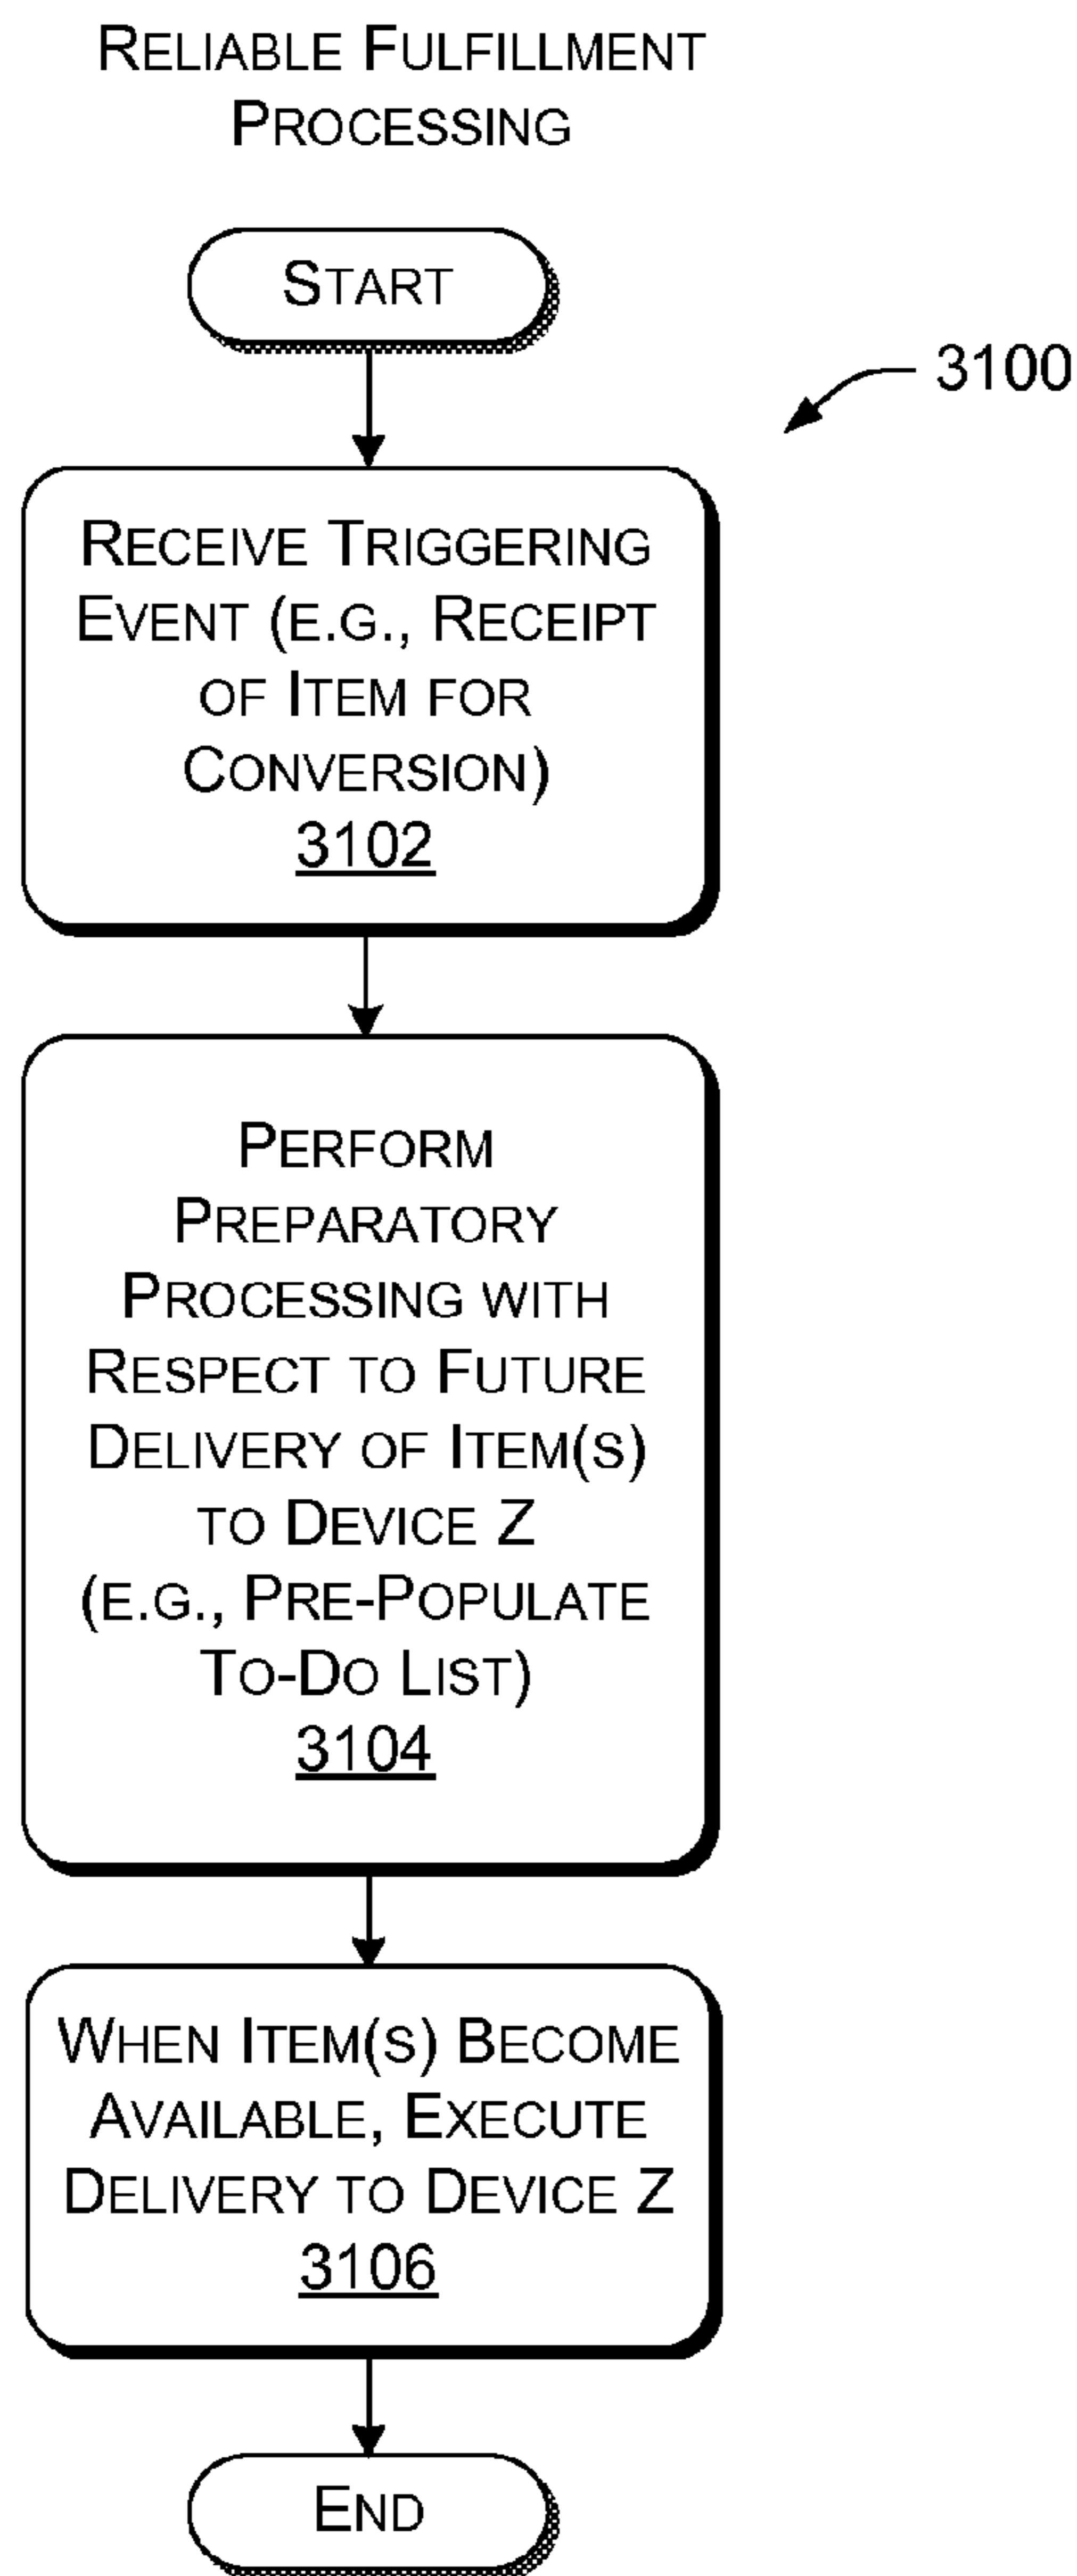 RELIABLE FULFILLMENT
PROCESSING
START
3100
RECEIVE TRIGGERING
EVENT (E.G., RECEIPT
OF ITEM FOR
CONVERSION)
3102
PERFORM
PREPARATORY
PROCESSING WITH
RESPECT TO FUTURE
DELIVERY OF ITEM(S)
TO DEVICE Z
(E.G., PRE-POPULATE
TO-DO LIST)
3104
WHEN ITEM(S) BECOME
AVAILABLE, EXECUTE
DELIVERY TO DEVICE Z
3106
END